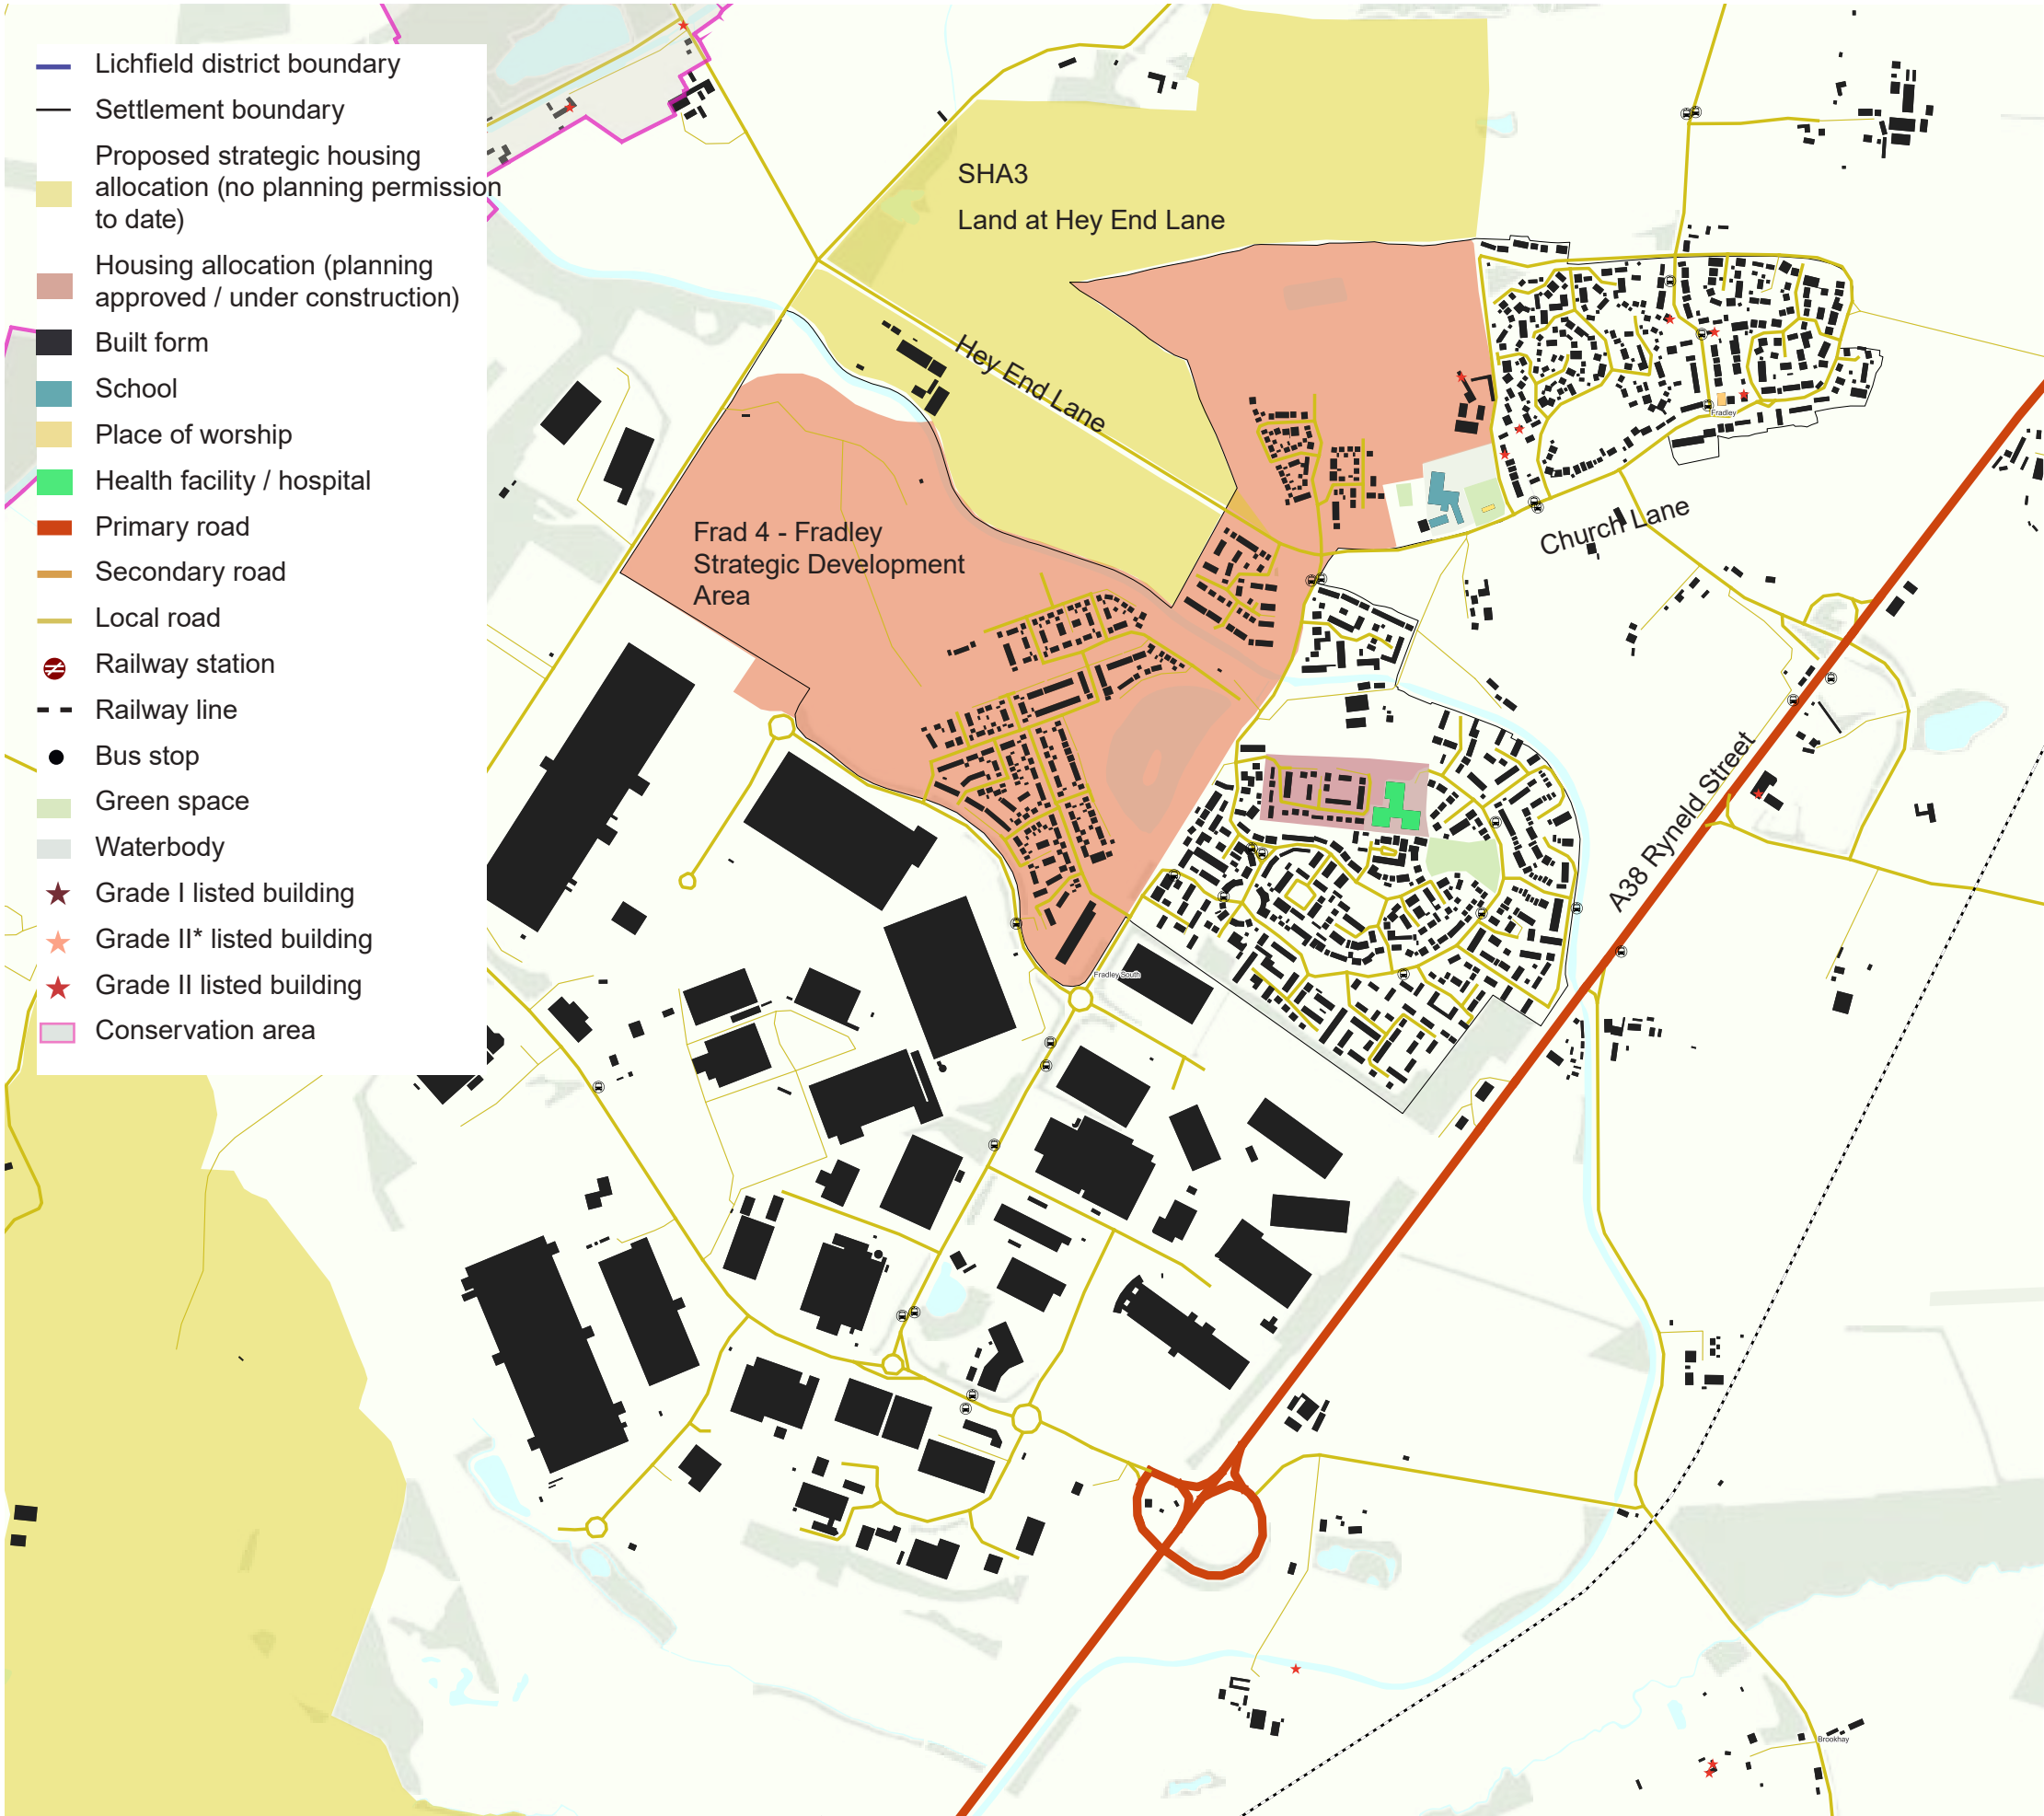 Lichfield district boundary
Settlement boundary
Proposed strategic housing
allocation (no planning permission
to date)
Housing allocation (planning
approved / under construction)
Built form
School
Place of worship
Health facility / hospital
Primary road
Secondary road
Local road
Railway station
Railway line
Bus stop
Green space
Waterbody
Grade I listed building
Grade II* listed building
Grade II listed building
Conservation area
SHA3
Land at Hey End Lane
Hey End Lane
Fradley
Church Lane
Frad 4 - Fradley
Strategic Development
Area
A38 Ryneld Street
Fradley South
Brookhay